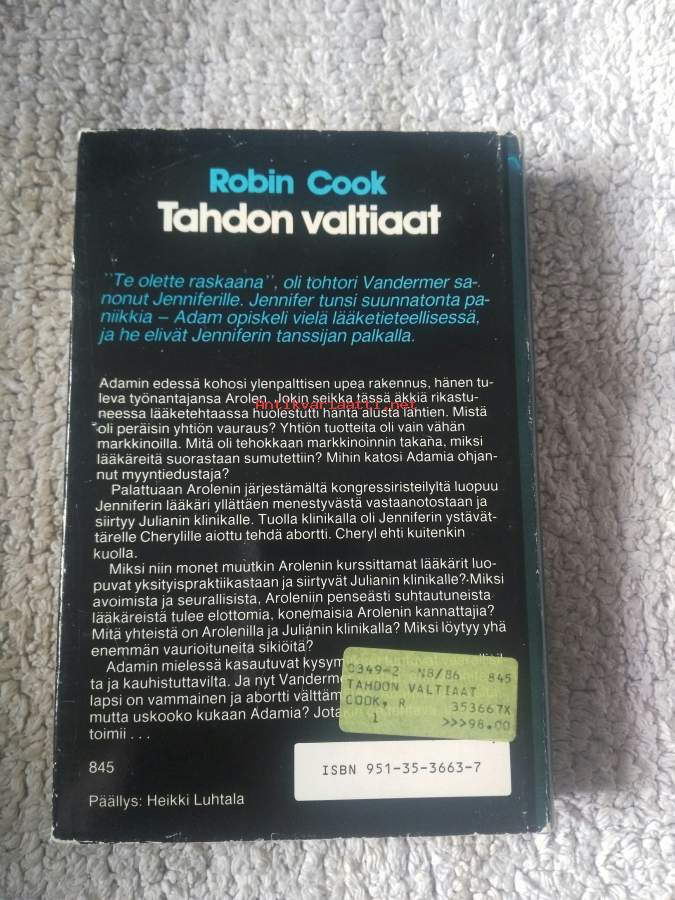 Robin Cook
Tahdon valtiaat
"Te olette raskaana", oli tohtori Vandermer sa-
nonut Jenniferille. Jennifer tunsi suunnatonta pa-
niikkia – Adam opiskeli vielä lääketieteellisessä,
ja he elivät Jenniferin tanssijan palkalla.
Adamin edessä kohosi ylenpalttisen upea rakennus, hänen tu-
leva työnantajansa Arolen. Jokin seikka tässä äkkiä rikastu-
Antikvariaatti.net
neessa lääketehtaassa huolestutti häntä alusta lähtien. Mistä
oli peräisin yhtiön vauraus? Yhtiön tuotteita oli vain vähän
markkinoilla. Mitä oli tehokkaan markkinoinnin takana, miksi
lääkäreitä suorastaan sumutettiin? Mihin katosi Adamia ohjan-
nut myyntiedustaja?
Palattuaan Arolenin järjestämältä kongressiristeilyltä luopuu
Jenniferin lääkäri yllättäen menestyvästä vastaanotostaan ja
siirtyy Julianin klinikalle. Tuolla klinikalla oli Jenniferin ystävät-
tärelle Cherylille aiottu tehdä abortti. Cheryl ehti kuitenkin
kuolla.
Miksi niin monet muutkin Arolenin kurssittamat lääkärit luo-
puvat yksityispraktiikastaan ja siirtyvät Julianin klinikalle? Miksi
avoimista ja seurallisista, Aroleniin penseästi suhtautuneista
lääkäreistä tulee elottomia, konemaisia Arolenin kannattajia?
Mitä yhteistä on Arolenilla ja Julianin klinikalla? Miksi löytyy yhä
enemmän vaurioituneita sikiöitä?
Adamin mielessä kasautuvat
ta ja kauhistuttavilta. Ja nyt
lapsi on vammainen ja abortti
mutta uskooko kukaan Adamia?
toimii . . .
0349-2 N8/86 845
TAHDON VALTIAAT
COOK, R 353667X
1 >>>98.00
ISBN 951-35-3663-7
845
Päällys: Heikki Luhtala